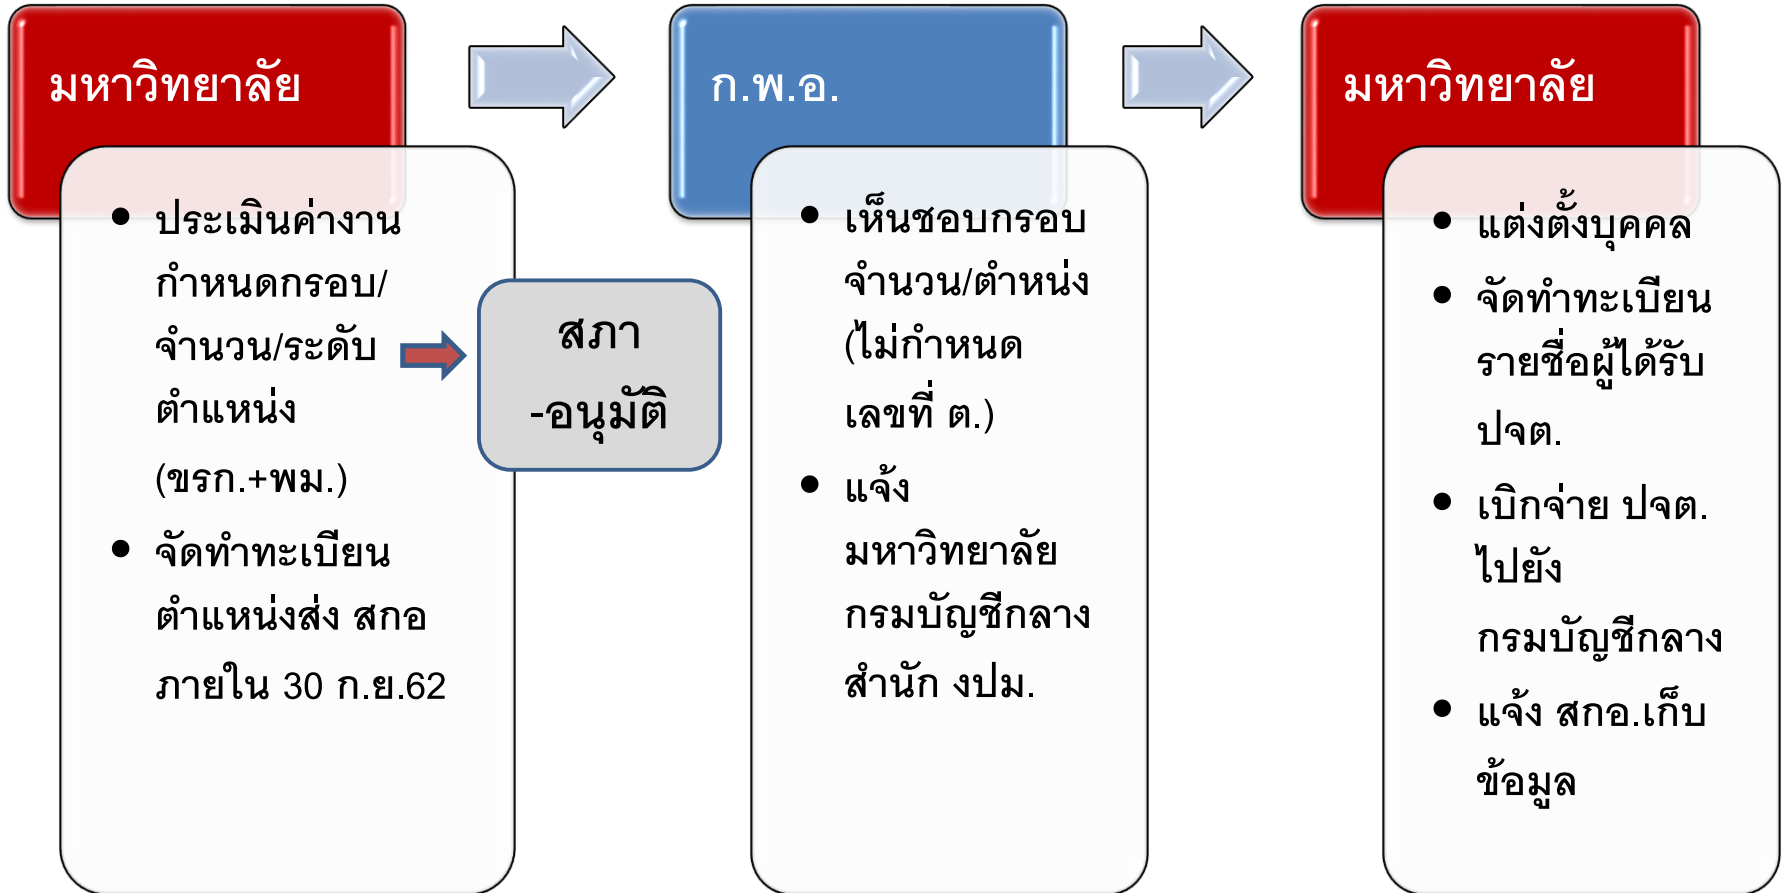 มหาวิทยาลัย
ประเมินค่างาน
กำหนดกรอบ/
จำนวน/ระดับ
ตำแหน่ง
(ขรก.+พม.)
จัดทำทะเบียน
ตำแหน่งส่ง สกอ
ภายใน 30 ก.ย.62
สภา
-อนุมัติ
ก.พ.อ.
เห็นชอบกรอบ
จำนวน/ตำหน่ง
(ไม่กำหนด
เลขที่ ต.)
แจ้ง
มหาวิทยาลัย
กรมบัญชีกลาง
สำนัก งปม.
มหาวิทยาลัย
แต่งตั้งบุคคล
จัดทำทะเบียน
รายชื่อผู้ได้รับ
ปจต.
เบิกจ่าย ปจต.
ไปยัง
กรมบัญชีกลาง
แจ้ง สกอ.เก็บ
ข้อมูล